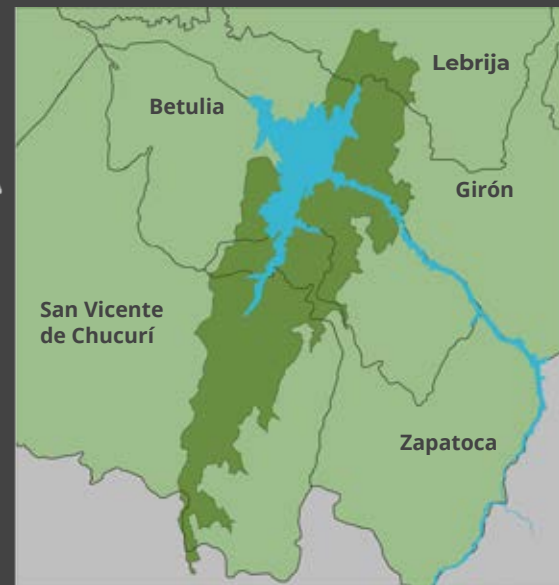 Lebrija
Betulia
Girón
San Vicente
de Chucurí
Zapatoca